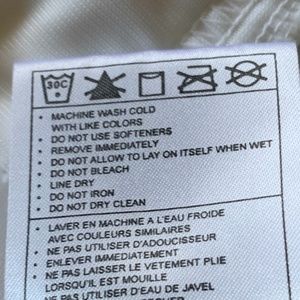 30C
• MACHINE WASH COLD
WITH LIKE COLORS
• DO NOT USE SOFTENERS
• REMOVE IMMEDIATELY
• DO NOT ALLOW TO LAY ON ITSELF WHEN WET
• DO NOT BLEACH
• LINE DRY
• DO NOT IRON
• DO NOT DRY CLEAN
• LAVER EN MACHINE A L'EAU FROIDE
AVEC COULEURS SIMILAIRES
• NE PAS UTILISER D'ADOUCISSEUR
• ENLEVER IMMEDIATEMENT
• NE PAS LAISSER LE VETEMENT PLIE
LORSQU'IL EST MOUILLE
• NE PAS UTILISER D'EAU DE JAVEL